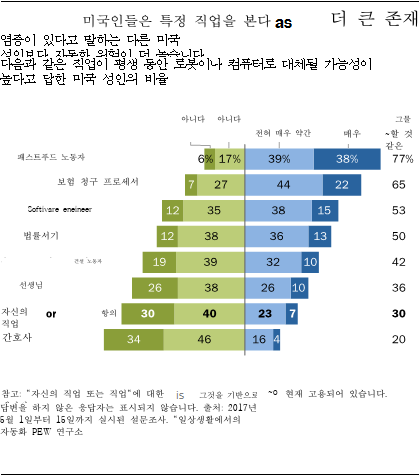 미국인들은 특정 직업을 본다 as 더 큰 존재
염증이 있다고 말하는 다른 미국
성인보다 자동화 위험이 더 높습니다
다음과 같은 직업이 평생 동안 로봇이나 컴퓨터로 대체될 가능성이
높다고 답한 미국 성인의 비율
아니다 아니다 그들
전혀 매우 약간 매우 ~할 것
같은
패스트푸드 노동자 6% 17% 39% 38% 77%
보험 청구 프로세서 7 27 44 22 65
Software engineer 12 35 38 15 53
법률서기 12 38 36 13 50
건설 노동자 19 39 32 10 42
선생님 26 38 26 10 36
자신의 or 항의 30 40 23 7 30
직업
간호사 34 46 16 4 20
참고: "자신의 직업 또는 직업"에 대한 is 그것을 기반으로 ~o 현재 고용되어 있습니다.
답변을 하지 않은 응답자는 표시되지 않습니다. 출처: 2017년
5월 1일부터 15일까지 실시된 설문조사. "일상생활에서의
자동화 PEW 연구소